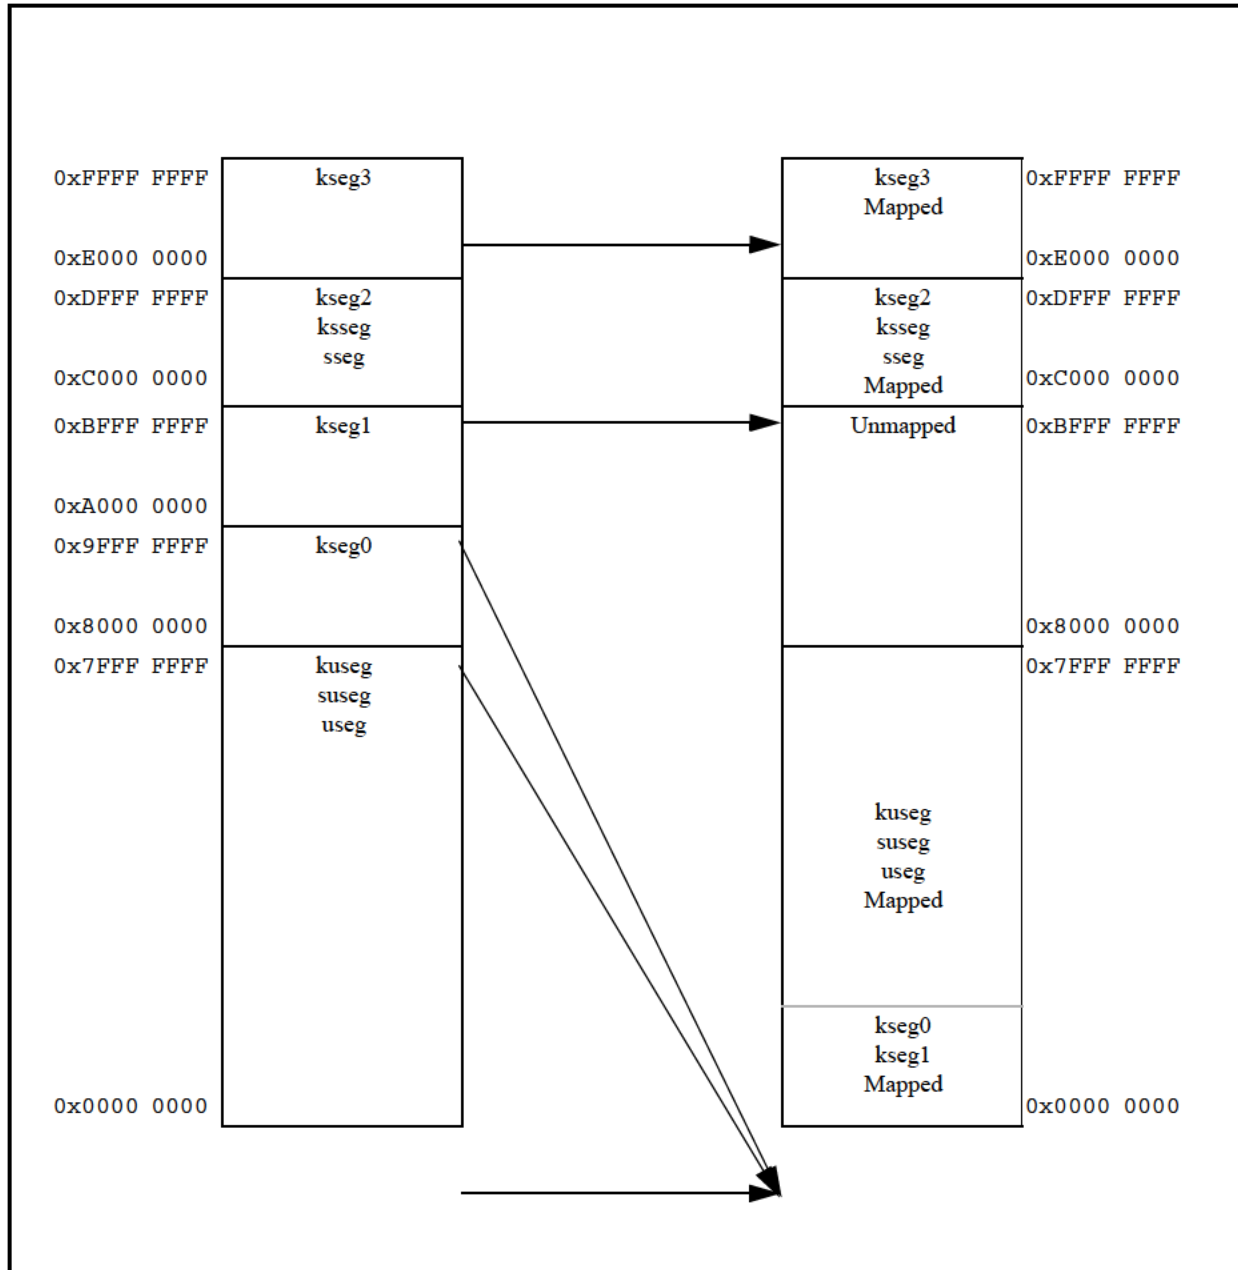 0xFFFF FFFF
kseg3
0xE000 0000
0xDFFF FFFF
kseg2
ksseg
sseg
0xC000 0000
0xBFFF FFFF
kseg1
0xA000 0000
0x9FFF FFFF
kseg0
0x8000 0000
0x7FFF FFFF
kuseg
suseg
useg
0x0000 0000
kseg3
Mapped
0xFFFF FFFF
0xE000 0000
kseg2
ksseg
sseg
Mapped
0xDFFF FFFF
0xC000 0000
Unmapped
0xBFFF FFFF
0x8000 0000
0x7FFF FFFF
kuseg
suseg
useg
Mapped
kseg0
kseg1
Mapped
0x0000 0000